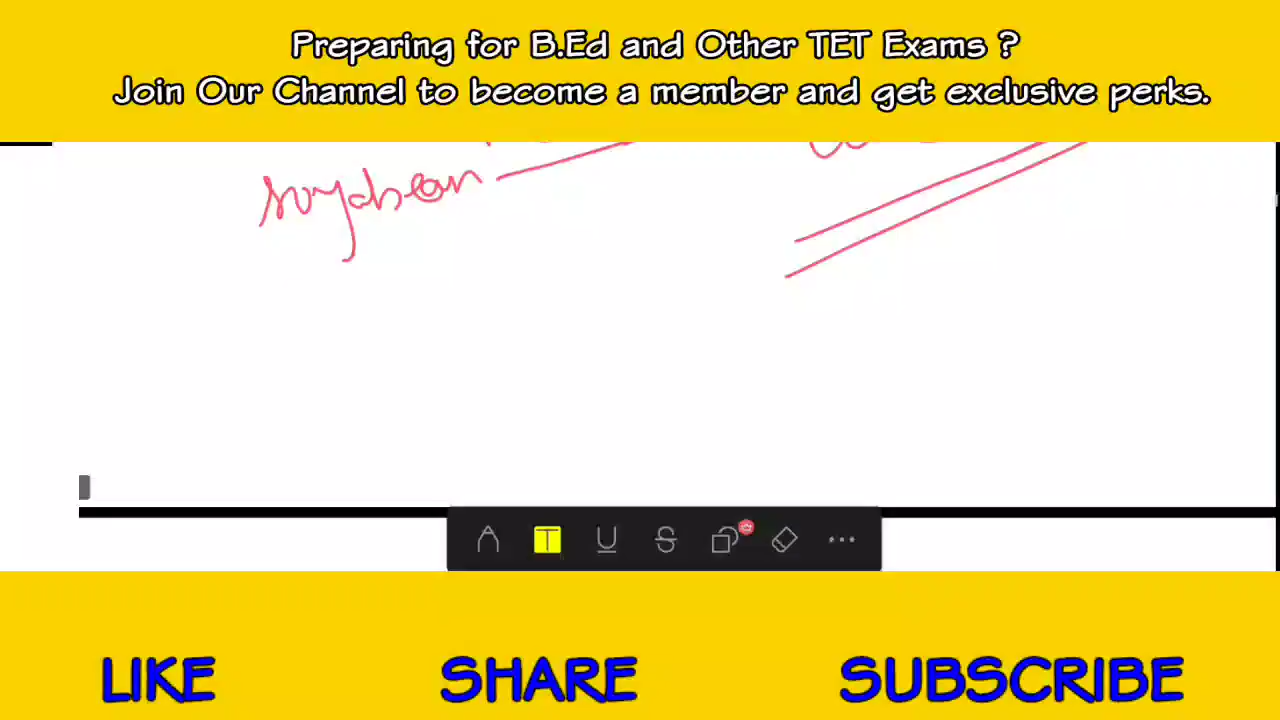 Preparing for B.Ed and Other TET Exams ?
Join Our Channel to become a member and get exclusive perks.
soyabean
LIKE SHARE SUBSCRIBE